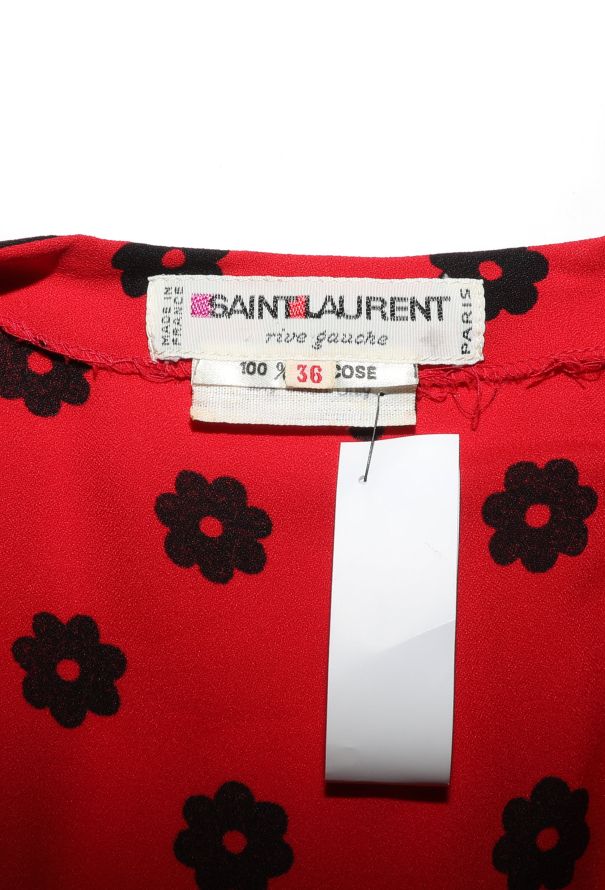 MADE IN
FRANCE
SAINT LAURENT
rive gauche
PARIS
100 % 36 COSE